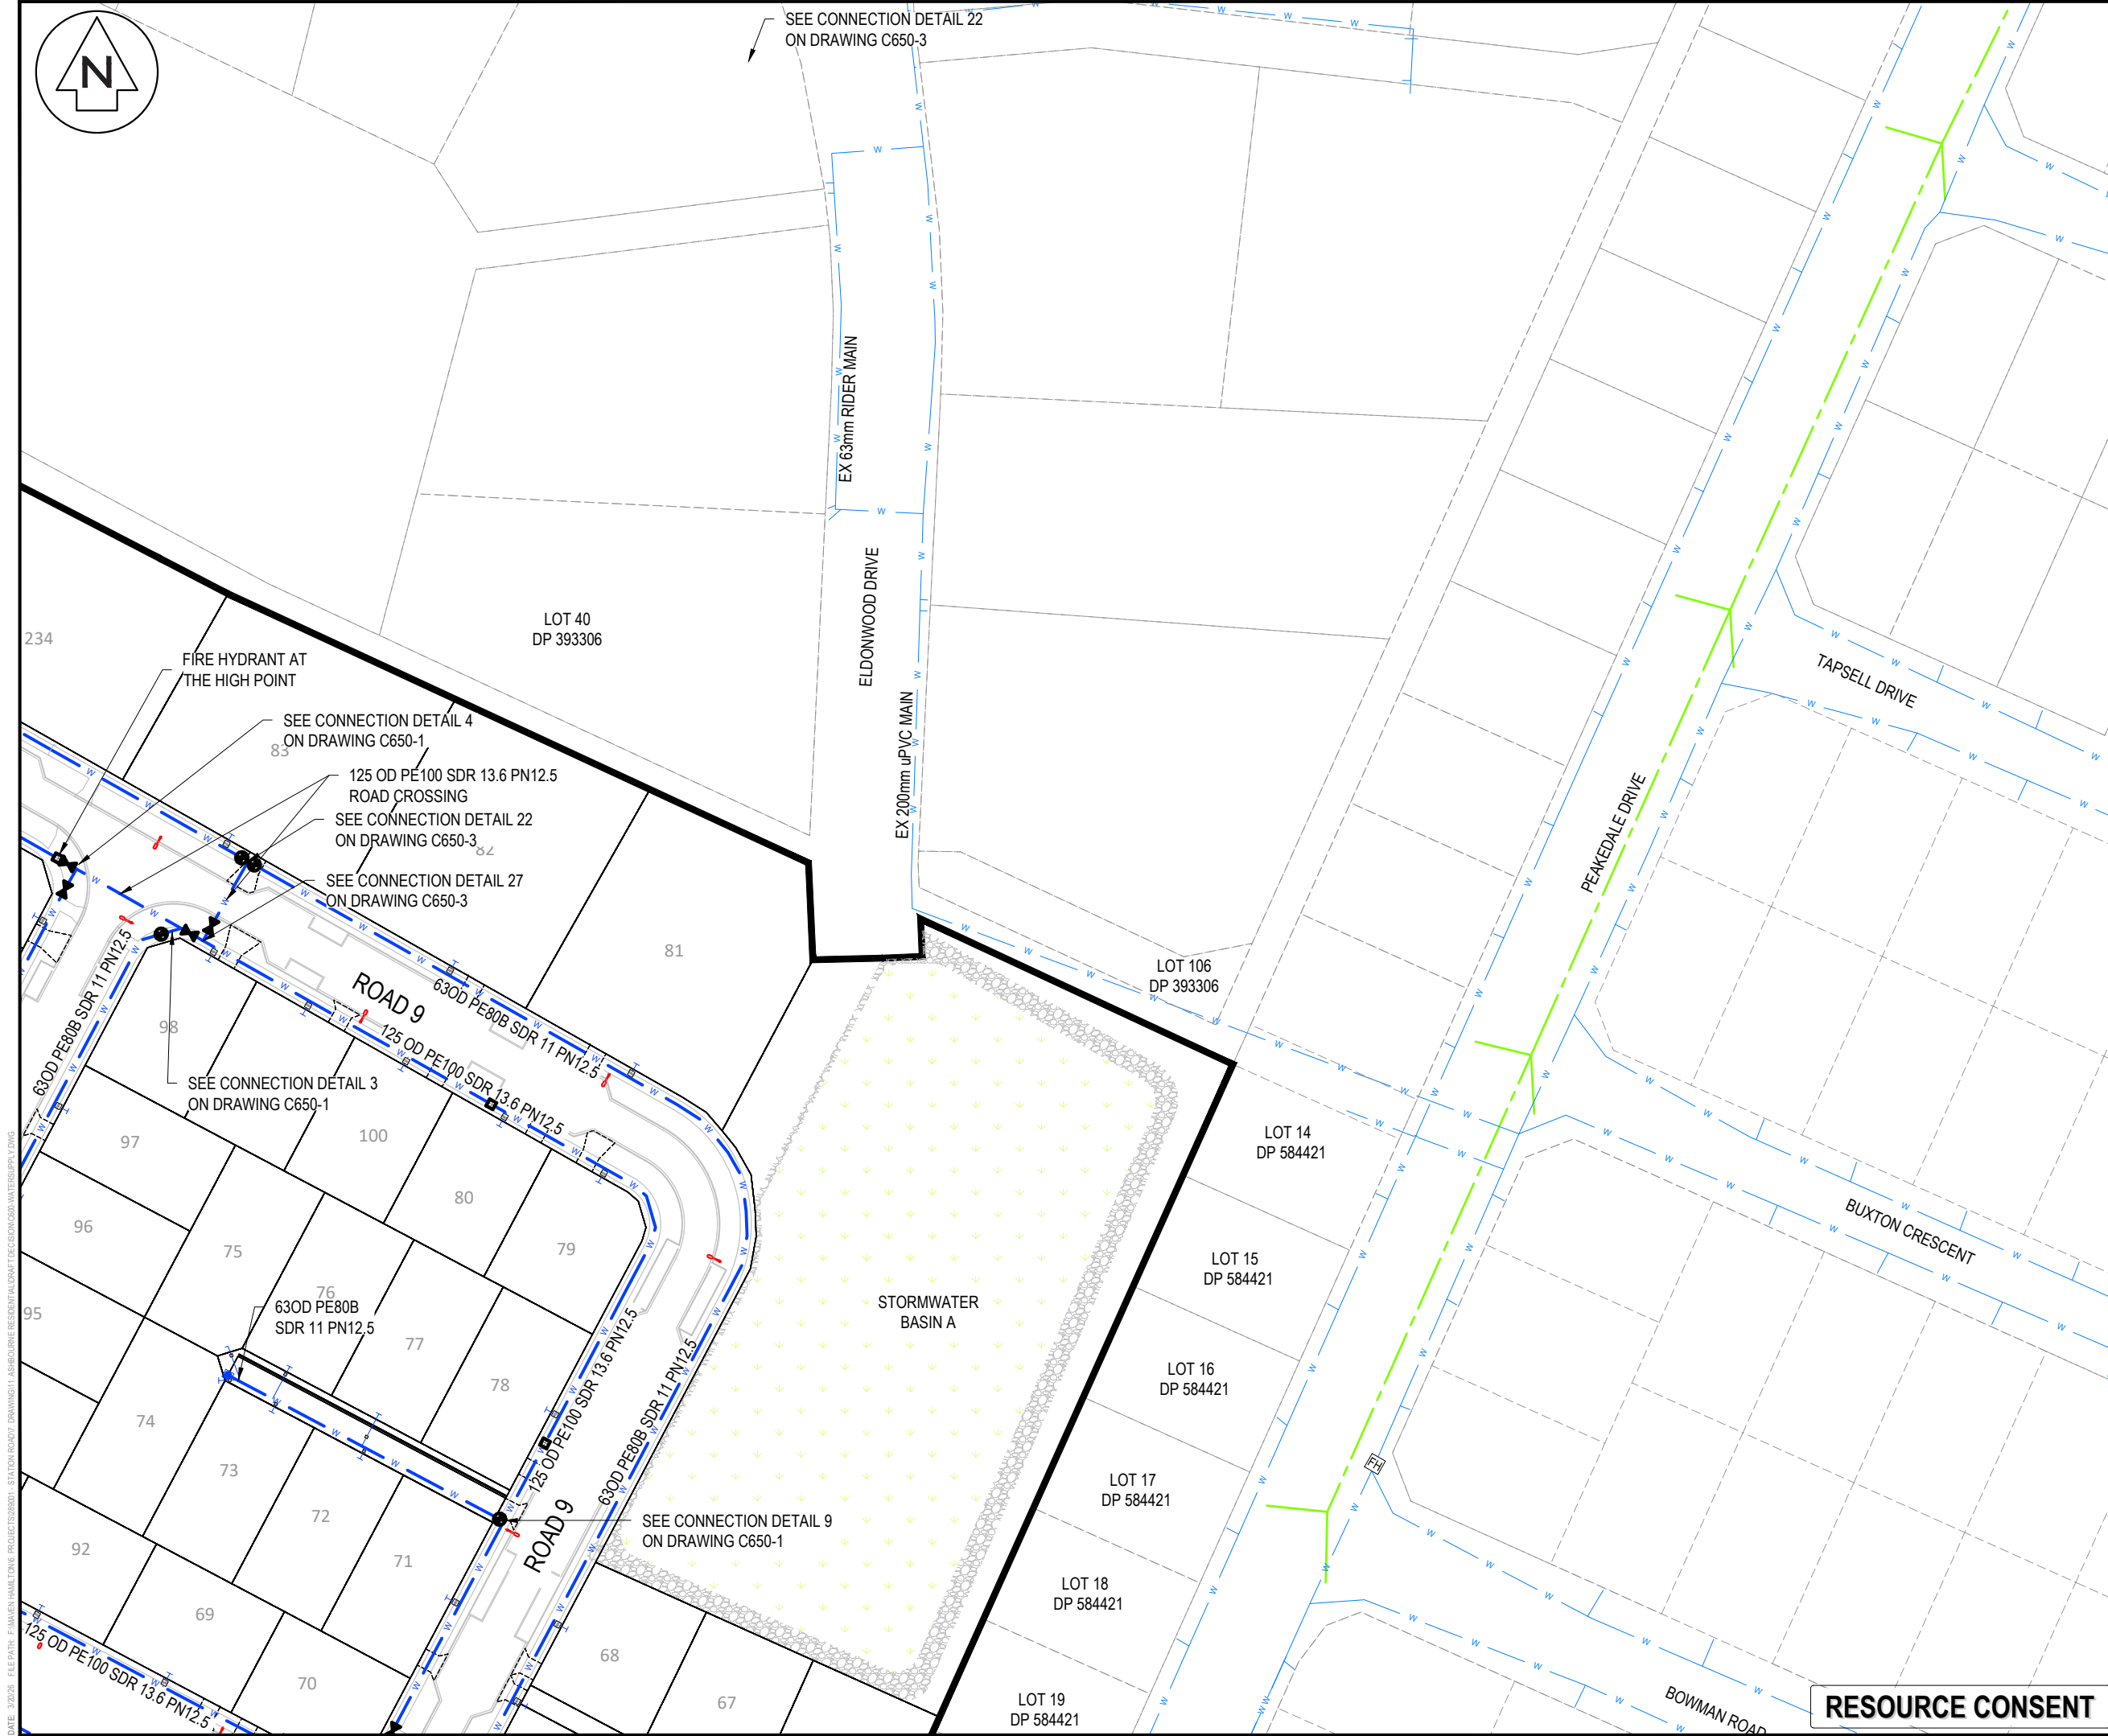 N
SEE CONNECTION DETAIL 22
ON DRAWING C650-3
EX 63mm RIDER MAIN
ELDONWOOD DRIVE
EX 200mm uPVC MAIN
LOT 40
DP 393306
234
FIRE HYDRANT AT
THE HIGH POINT
SEE CONNECTION DETAIL 4
ON DRAWING C650-1
83
125 OD PE100 SDR 13.6 PN12.5
ROAD CROSSING
SEE CONNECTION DETAIL 22
ON DRAWING C650-3
82
SEE CONNECTION DETAIL 27
ON DRAWING C650-3
81
ROAD 9
63OD PE80B SDR 11 PN12.5
125 OD PE100 SDR 13.6 PN12.5
63OD PE80B SDR 11 PN12.5
98
SEE CONNECTION DETAIL 3
ON DRAWING C650-1
97
100
80
79
96
75
76
77
78
95
63OD PE80B
SDR 11 PN12.5
74
73
72
71
92
69
70
68
67
125 OD PE100 SDR 13.6 PN12.5
63OD PE80B SDR 11 PN12.5
ROAD 9
SEE CONNECTION DETAIL 9
ON DRAWING C650-1
125 OD PE100 SDR 13.6 PN12.5
STORMWATER
BASIN A
LOT 106
DP 393306
LOT 14
DP 584421
LOT 15
DP 584421
LOT 16
DP 584421
LOT 17
DP 584421
LOT 18
DP 584421
LOT 19
DP 584421
PEAKEDALE DRIVE
TAPSELL DRIVE
BUXTON CRESCENT
FH
BOWMAN ROAD
RESOURCE CONSENT